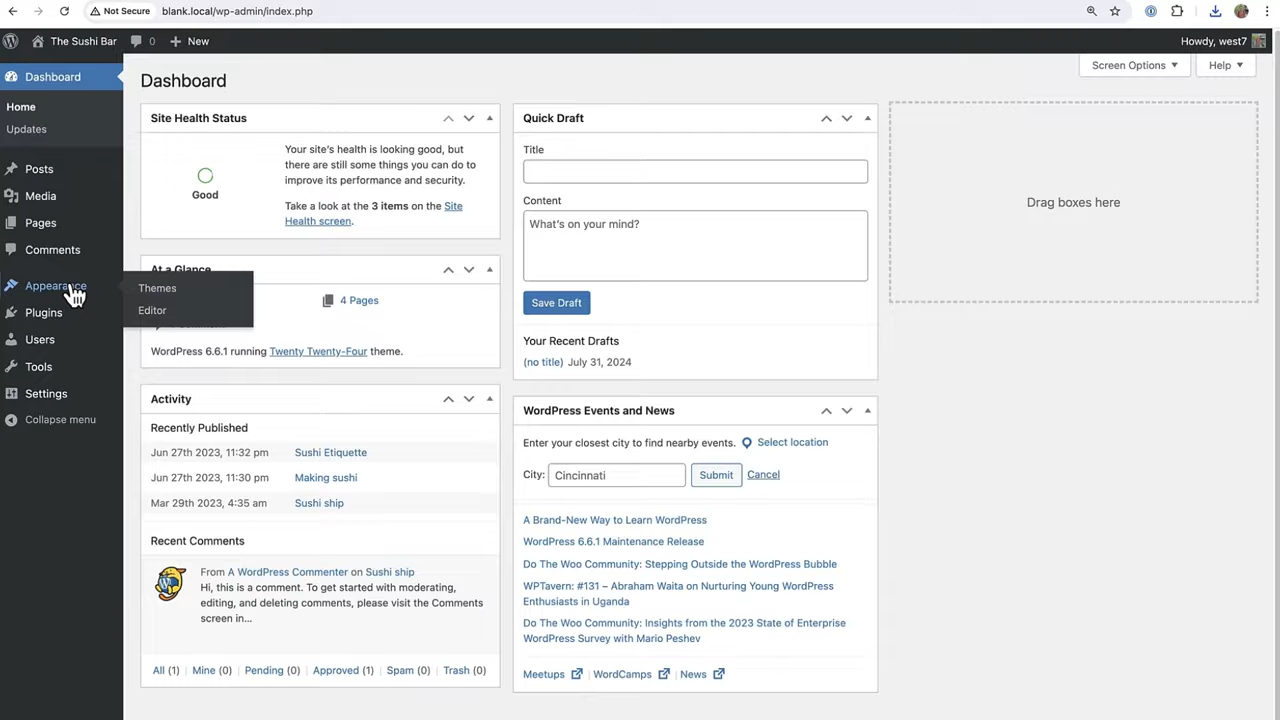 Not Secure
blank.local/wp-admin/index.php
The Sushi Bar
0
New
Howdy, west7
Dashboard
Home
Updates
Posts
Media
Pages
Comments
Appearance
Themes
Editor
Plugins
Users
Tools
Settings
Collapse menu
Dashboard
Screen Options
Help
Site Health Status
Good
Your site's health is looking good, but
there are still some things you can do to
improve its performance and security.
Take a look at the 3 items on the Site
Health screen.
At a Glance
4 Pages
WordPress 6.6.1 running Twenty Twenty-Four theme.
Activity
Recently Published
Jun 27th 2023, 11:32 pm Sushi Etiquette
Jun 27th 2023, 11:30 pm Making sushi
Mar 29th 2023, 4:35 am Sushi ship
Recent Comments
From A WordPress Commenter on Sushi ship
Hi, this is a comment. To get started with moderating,
editing, and deleting comments, please visit the Comments
screen in...
All (1) | Mine (0) | Pending (0) | Approved (1) | Spam (0) | Trash (0)
Quick Draft
Title
Content
What's on your mind?
Save Draft
Your Recent Drafts
(no title) July 31, 2024
WordPress Events and News
Enter your closest city to find nearby events. Select location
City: Cincinnati Submit Cancel
A Brand-New Way to Learn WordPress
WordPress 6.6.1 Maintenance Release
Do The Woo Community: Stepping Outside the WordPress Bubble
WPTavern: #131 – Abraham Waita on Nurturing Young WordPress
Enthusiasts in Uganda
Do The Woo Community: Insights from the 2023 State of Enterprise
WordPress Survey with Mario Peshev
Meetups | WordCamps | News
Drag boxes here